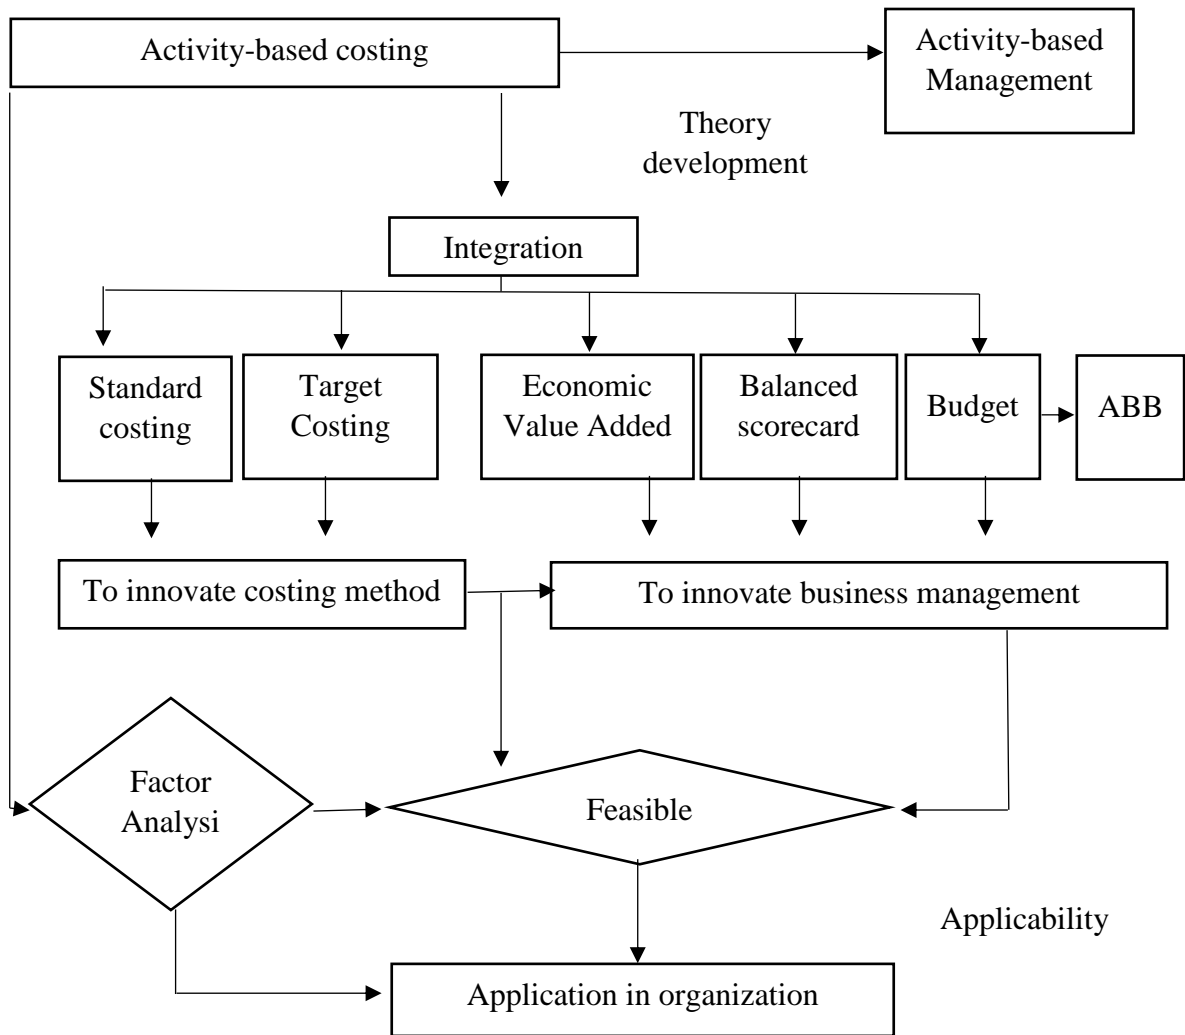 Activity-based costing
Activity-based
Management
Theory
development
Integration
Standard
costing
Target
Costing
Economic
Value Added
Balanced
scorecard
Budget
ABB
To innovate costing method
To innovate business management
Factor
Analysi
Feasible
Applicability
Application in organization